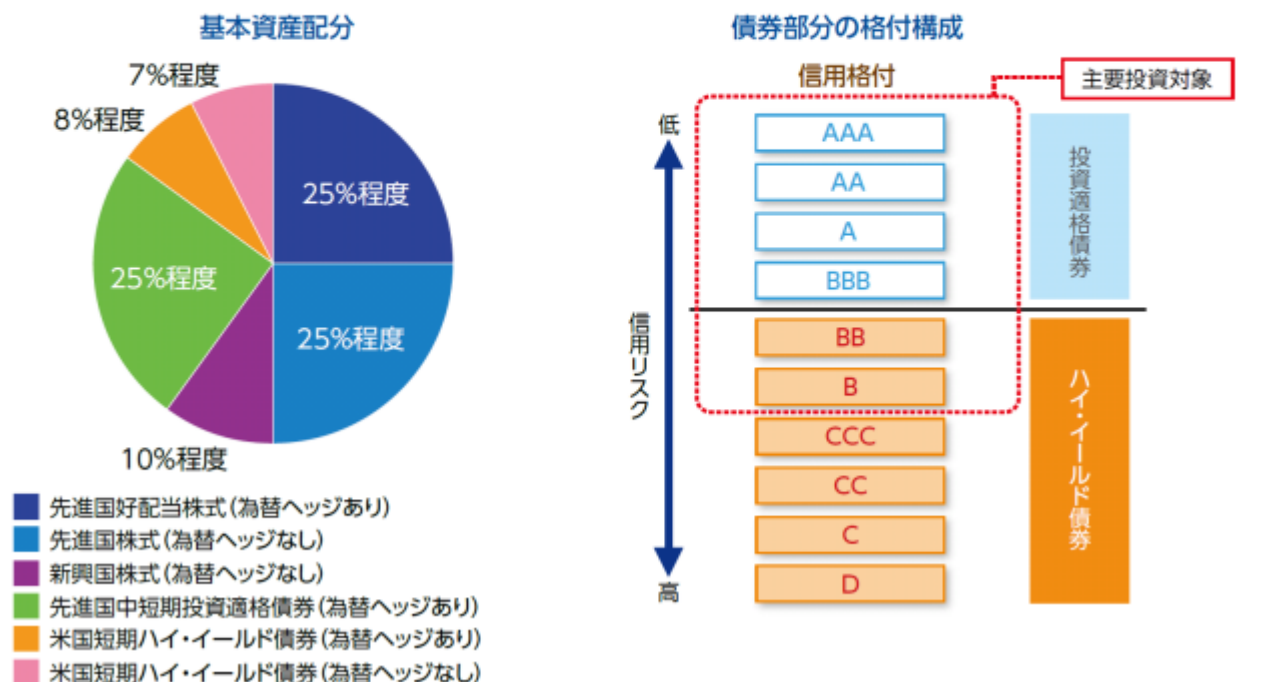 基本資産配分
7%程度
8%程度
25%程度
25%程度
25%程度
10%程度
先進国好配当株式(為替ヘッジあり)
先進国株式(為替ヘッジなし)
新興国株式(為替ヘッジなし)
先進国中短期投資適格債券(為替ヘッジあり)
米国短期ハイ・イールド債券(為替ヘッジあり)
米国短期ハイ・イールド債券(為替ヘッジなし)
債券部分の格付構成
信用格付
主要投資対象
低
信用リスク
高
AAA
AA
A
BBB
BB
B
CCC
CC
C
D
投資適格債券
ハイ・イールド債券